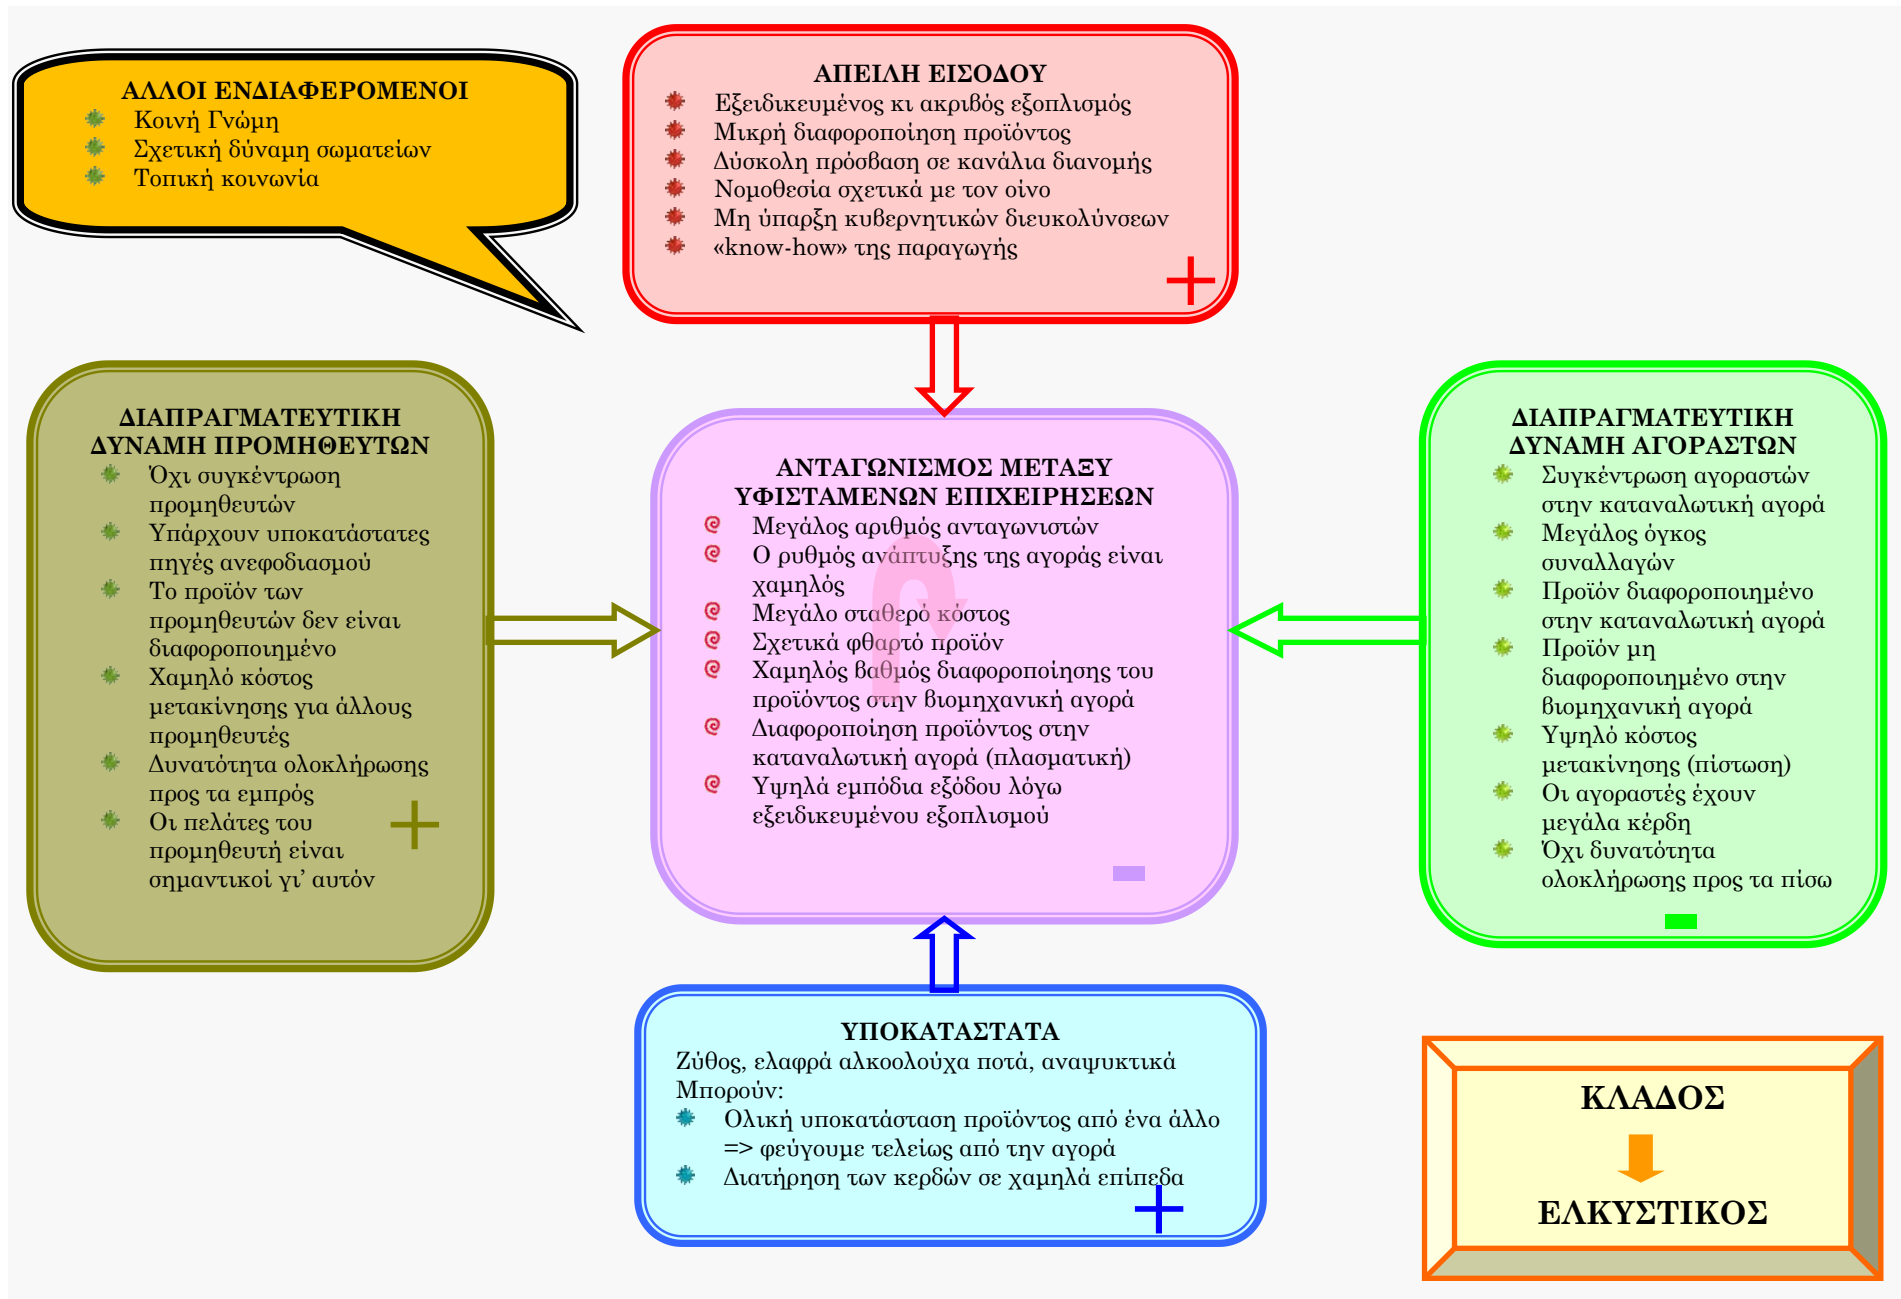 ΑΛΛΟΙ ΕΝΔΙΑΦΕΡΟΜΕΝΟΙ
Κοινή Γνώμη
Σχετική δύναμη σωματείων
Τοπική κοινωνία
ΑΠΕΙΛΗ ΕΙΣΟΔΟΥ
Εξειδικευμένος κι ακριβός εξοπλισμός
Μικρή διαφοροποίηση προϊόντος
Δύσκολη πρόσβαση σε κανάλια διανομής
Νομοθεσία σχετικά με τον οίνο
Μη ύπαρξη κυβερνητικών διευκολύνσεων
«know-how» της παραγωγής
+
ΔΙΑΠΡΑΓΜΑΤΕΥΤΙΚΗ
ΔΥΝΑΜΗ ΠΡΟΜΗΘΕΥΤΩΝ
Όχι συγκέντρωση
προμηθευτών
Υπάρχουν υποκατάστατες
πηγές ανεφοδιασμού
Το προϊόν των
προμηθευτών δεν είναι
διαφοροποιημένο
Χαμηλό κόστος
μετακίνησης για άλλους
προμηθευτές
Δυνατότητα ολοκλήρωσης
προς τα εμπρός
Οι πελάτες του
προμηθευτή είναι
σημαντικοί γι’ αυτόν
+
ΑΝΤΑΓΩΝΙΣΜΟΣ ΜΕΤΑΞΥ
ΥΦΙΣΤΑΜΕΝΩΝ ΕΠΙΧΕΙΡΗΣΕΩΝ
Μεγάλος αριθμός ανταγωνιστών
Ο ρυθμός ανάπτυξης της αγοράς είναι
χαμηλός
Μεγάλο σταθερό κόστος
Σχετικά φθαρτό προϊόν
Χαμηλός βαθμός διαφοροποίησης του
προϊόντος στην βιομηχανική αγορά
Διαφοροποίηση προϊόντος στην
καταναλωτική αγορά (πλασματική)
Υψηλά εμπόδια εξόδου λόγω
εξειδικευμένου εξοπλισμού
-
ΔΙΑΠΡΑΓΜΑΤΕΥΤΙΚΗ
ΔΥΝΑΜΗ ΑΓΟΡΑΣΤΩΝ
Συγκέντρωση αγοραστών
στην καταναλωτική αγορά
Μεγάλος όγκος
συναλλαγών
Προϊόν διαφοροποιημένο
στην καταναλωτική αγορά
Προϊόν μη
διαφοροποιημένο στην
βιομηχανική αγορά
Υψηλό κόστος
μετακίνησης (πίστωση)
Οι αγοραστές έχουν
μεγάλα κέρδη
Όχι δυνατότητα
ολοκλήρωσης προς τα πίσω
-
ΥΠΟΚΑΤΑΣΤΑΤΑ
Ζύθος, ελαφρά αλκοολούχα ποτά, αναψυκτικά
Μπορούν:
Ολική υποκατάσταση προϊόντος από ένα άλλο
=> φεύγουμε τελείως από την αγορά
Διατήρηση των κερδών σε χαμηλά επίπεδα
+
ΚΛΑΔΟΣ
ΕΛΚΥΣΤΙΚΟΣ